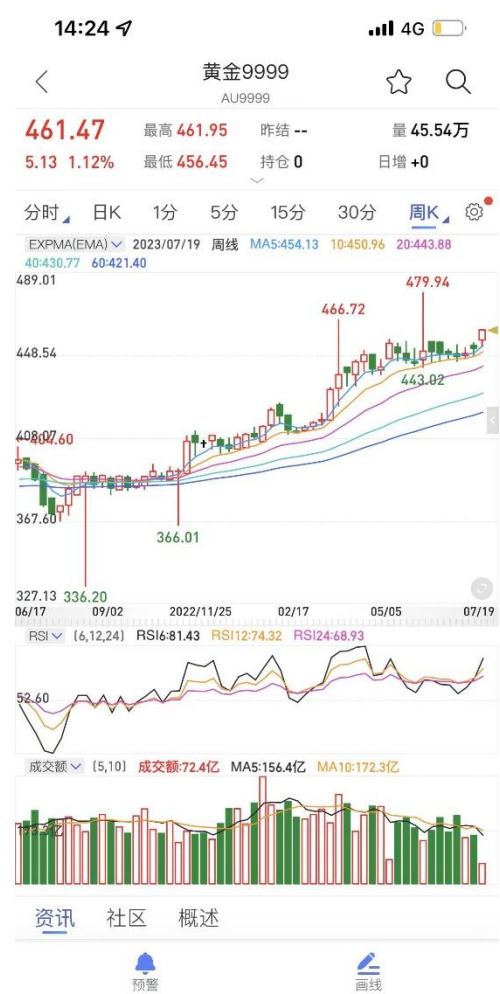 14:24 4G
黄金9999
AU9999
461.47 最高 461.95 昨结 -- 量 45.54万
5.13 1.12% 最低 456.45 持仓 0 日增 +0
分时 日K 1分 5分 15分 30分 周K
EXPMA(EMA) 2023/07/19 周线 MA5:454.13 10:450.96 20:443.88
40:430.77 60:421.40
489.01
479.94
466.72
448.54
443.02
408.07
404.60
367.60
366.01
327.13 336.20
06/17 09/02 2022/11/25 02/17 05/05 07/19
RSI (6,12,24) RSI6:81.43 RSI12:74.32 RSI24:68.93
52.60
成交额 (5,10) 成交额:72.4亿 MA5:156.4亿 MA10:172.3亿
资讯 社区 概述
预警 画线